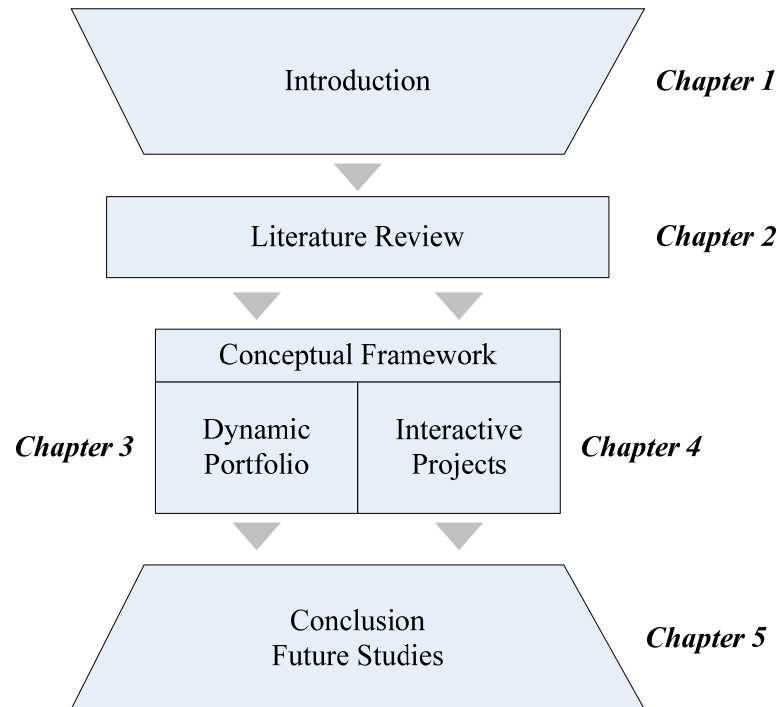 Introduction
Chapter 1
Literature Review
Chapter 2
Conceptual Framework
Chapter 3
Dynamic
Portfolio
Interactive
Projects
Chapter 4
Conclusion
Future Studies
Chapter 5